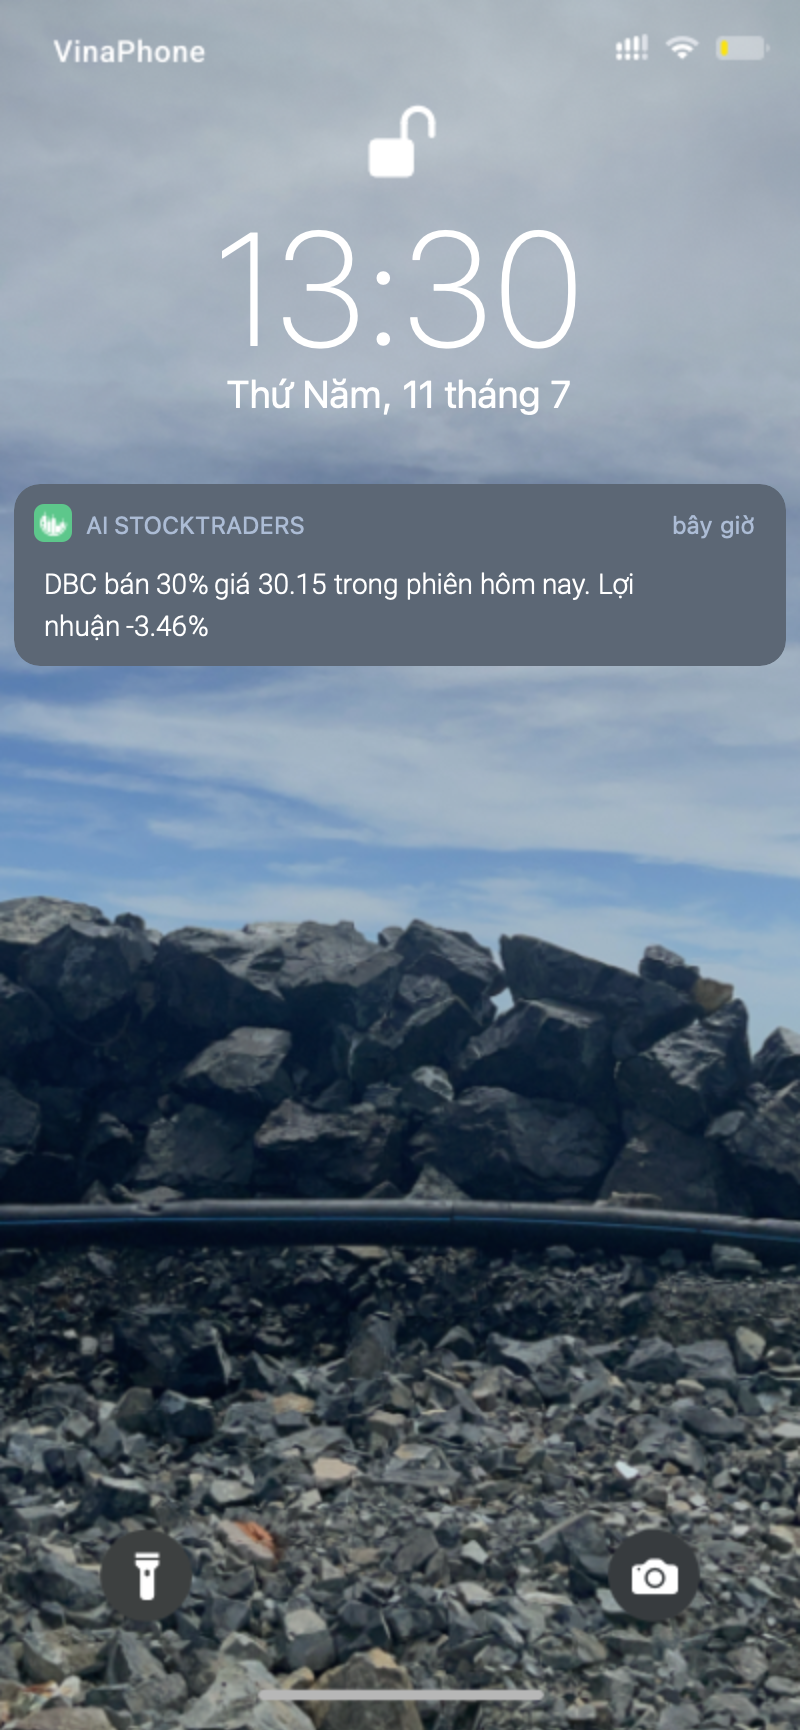 VinaPhone
13:30
Thứ Năm, 11 tháng 7
AI STOCKTRADERS bây giờ
DBC bán 30% giá 30.15 trong phiên hôm nay. Lợi
nhuận -3.46%